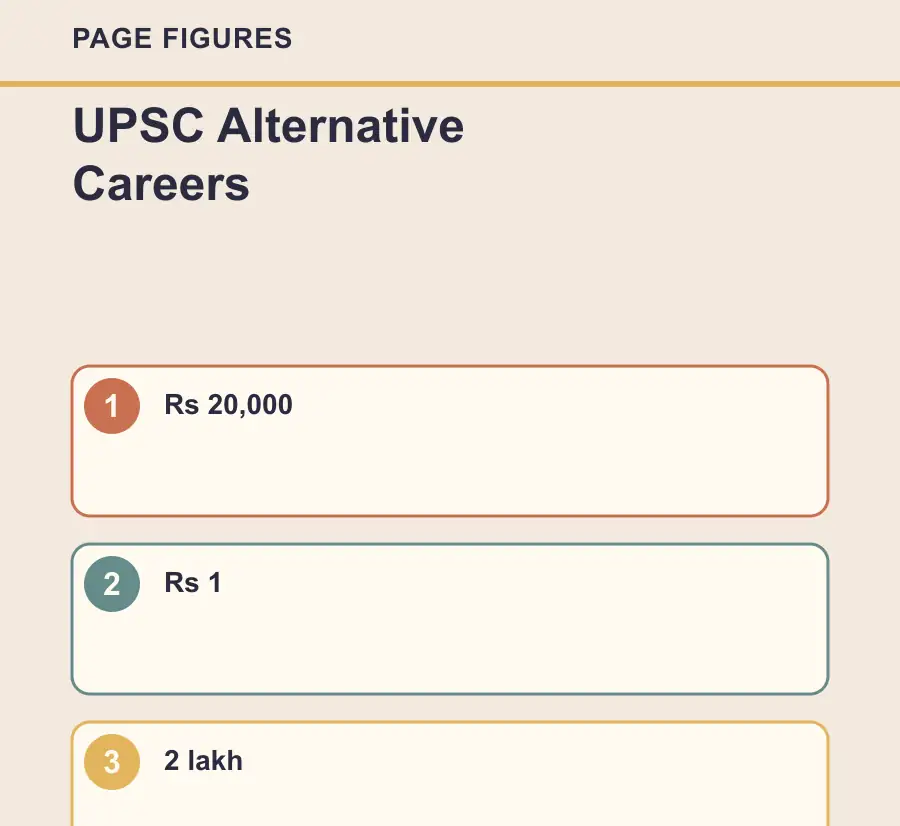 PAGE FIGURES
UPSC Alternative
Careers
1
Rs 20,000
2
Rs 1
3
2 lakh